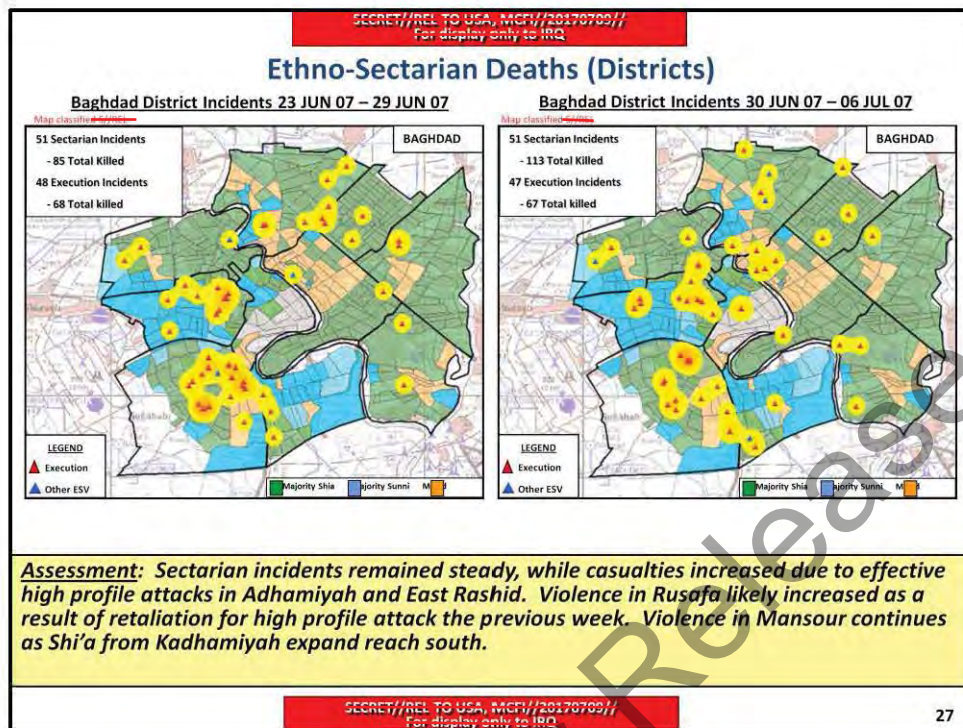 SECRET//REL TO USA, MCFI//20170709//
For display only to IRQ
Ethno-Sectarian Deaths (Districts)
Baghdad District Incidents 23 JUN 07 – 29 JUN 07
Map classified S//REL
51 Sectarian Incidents
- 85 Total Killed
48 Execution Incidents
- 68 Total killed
BAGHDAD
LEGEND
Execution
Other ESV
Majority Shia
ajority Sunni
Baghdad District Incidents 30 JUN 07 – 06 JUL 07
Map classified S//REL
51 Sectarian Incidents
- 113 Total Killed
47 Execution Incidents
- 67 Total killed
BAGHDAD
LEGEND
Execution
Other ESV
Majority Shia
ajority Sunni
Assessment: Sectarian incidents remained steady, while casualties increased due to effective
high profile attacks in Adhamiyah and East Rashid. Violence in Rusafa likely increased as a
result of retaliation for high profile attack the previous week. Violence in Mansour continues
as Shi'a from Kadhamiyah expand reach south.
Release
SECRET//REL TO USA, MCFI//20170709//
For display only to IRQ
27